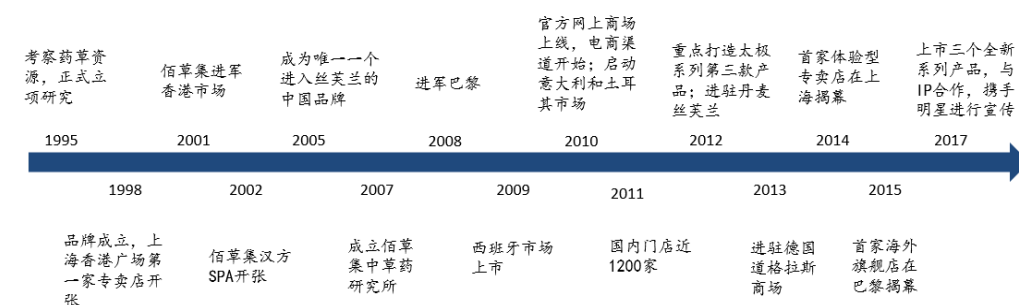 考察药草资
源，正式立
项研究
佰草集进军
香港市场
成为唯一一个
进入丝芙兰的
中国品牌
进军巴黎
官方网上商场
上线，电商渠
道开始；启动
意大利和土耳
其市场
重点打造太极
系列第三款产
品；进驻丹麦
丝芙兰
首家体验型
专卖店在上
海揭幕
上市三个全新
系列产品，与
IP合作，携手
明星进行宣传
1995
2001
2005
2008
2010
2012
2014
2017
1998
2002
2007
2009
2011
2013
2015
品牌成立，上
海香港广场第
一家专卖店开
张
佰草集汉方
SPA开张
成立佰草
集中草药
研究所
西班牙市场
上市
国内门店近
1200家
进驻德国
道格拉斯
商场
首家海外
旗舰店在
巴黎揭幕